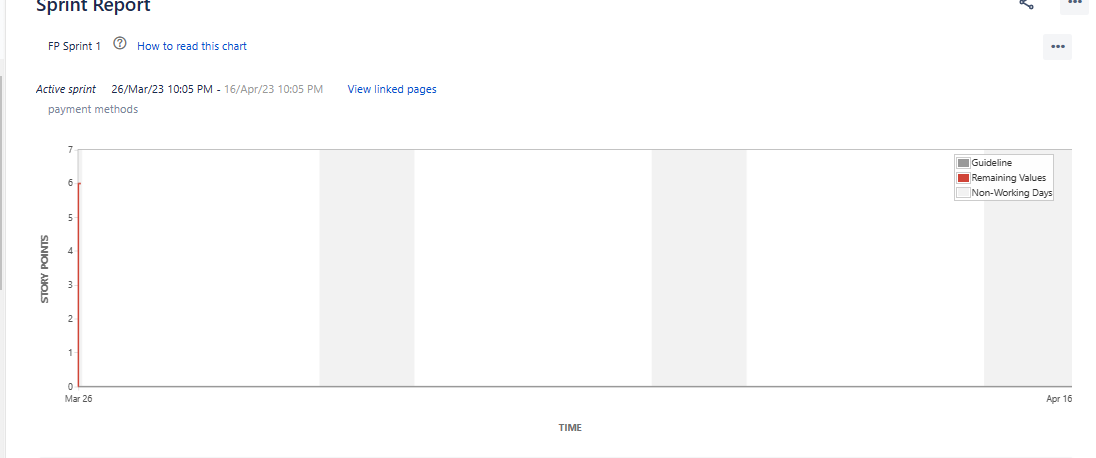 Sprint Report
FP Sprint 1 How to read this chart
Active sprint 26/Mar/23 10:05 PM - 16/Apr/23 10:05 PM View linked pages
payment methods
7
6
5
4
3
2
1
0
STORY POINTS
Guideline
Remaining Values
Non-Working Days
Mar 26
Apr 16
TIME